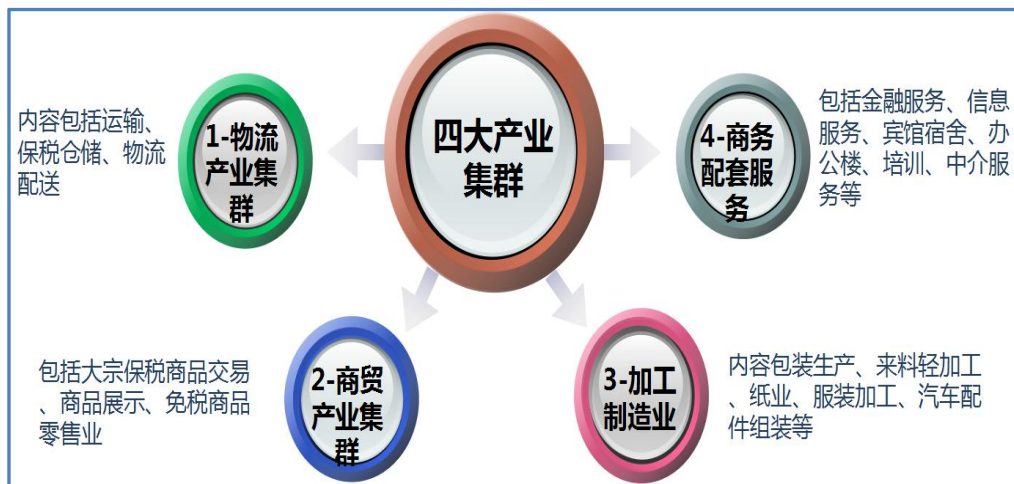 四大产业
集群
内容包括运输、
保税仓储、物流
配送
1-物流
产业集
群
包括大宗保税商品交易
、商品展示、免税商品
零售业
2-商贸
产业集
群
3-加工
制造业
内容包装生产、来料轻加工
、纸业、服装加工、汽车配
件组装等
4-商务
配套服
务
包括金融服务、信息
服务、宾馆宿舍、办
公楼、培训、中介服
务等